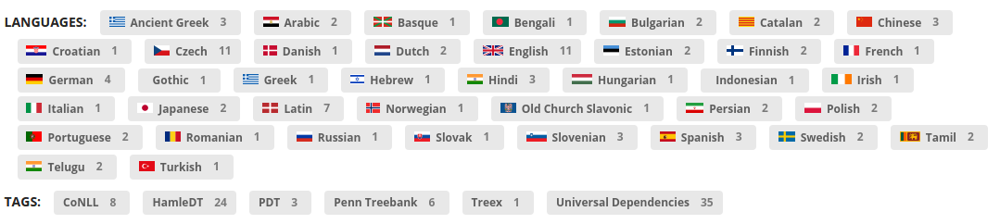 LANGUAGES: Ancient Greek 3 Arabic 2 Basque 1 Bengali 1 Bulgarian 2 Catalan 2 Chinese 3
Croatian 1 Czech 11 Danish 1 Dutch 2 English 11 Estonian 2 Finnish 2 French 1
German 4 Gothic 1 Greek 1 Hebrew 1 Hindi 3 Hungarian 1 Indonesian 1 Irish 1
Italian 1 Japanese 2 Latin 7 Norwegian 1 Old Church Slavonic 1 Persian 2 Polish 2
Portuguese 2 Romanian 1 Russian 1 Slovak 1 Slovenian 3 Spanish 3 Swedish 2 Tamil 2
Telugu 2 Turkish 1
TAGS: CoNLL 8 HamleDT 24 PDT 3 Penn Treebank 6 Treex 1 Universal Dependencies 35